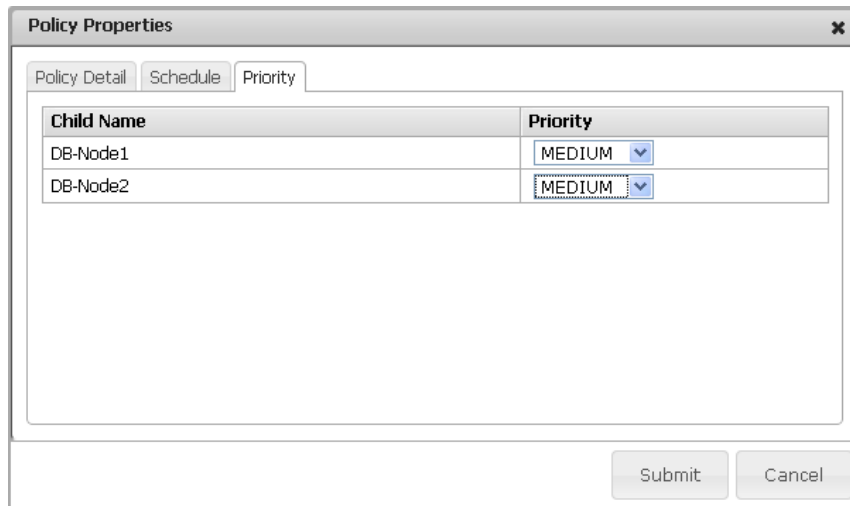 Policy Properties
Policy Detail Schedule Priority
Child Name Priority
DB-Node1 MEDIUM
DB-Node2 MEDIUM
Submit Cancel